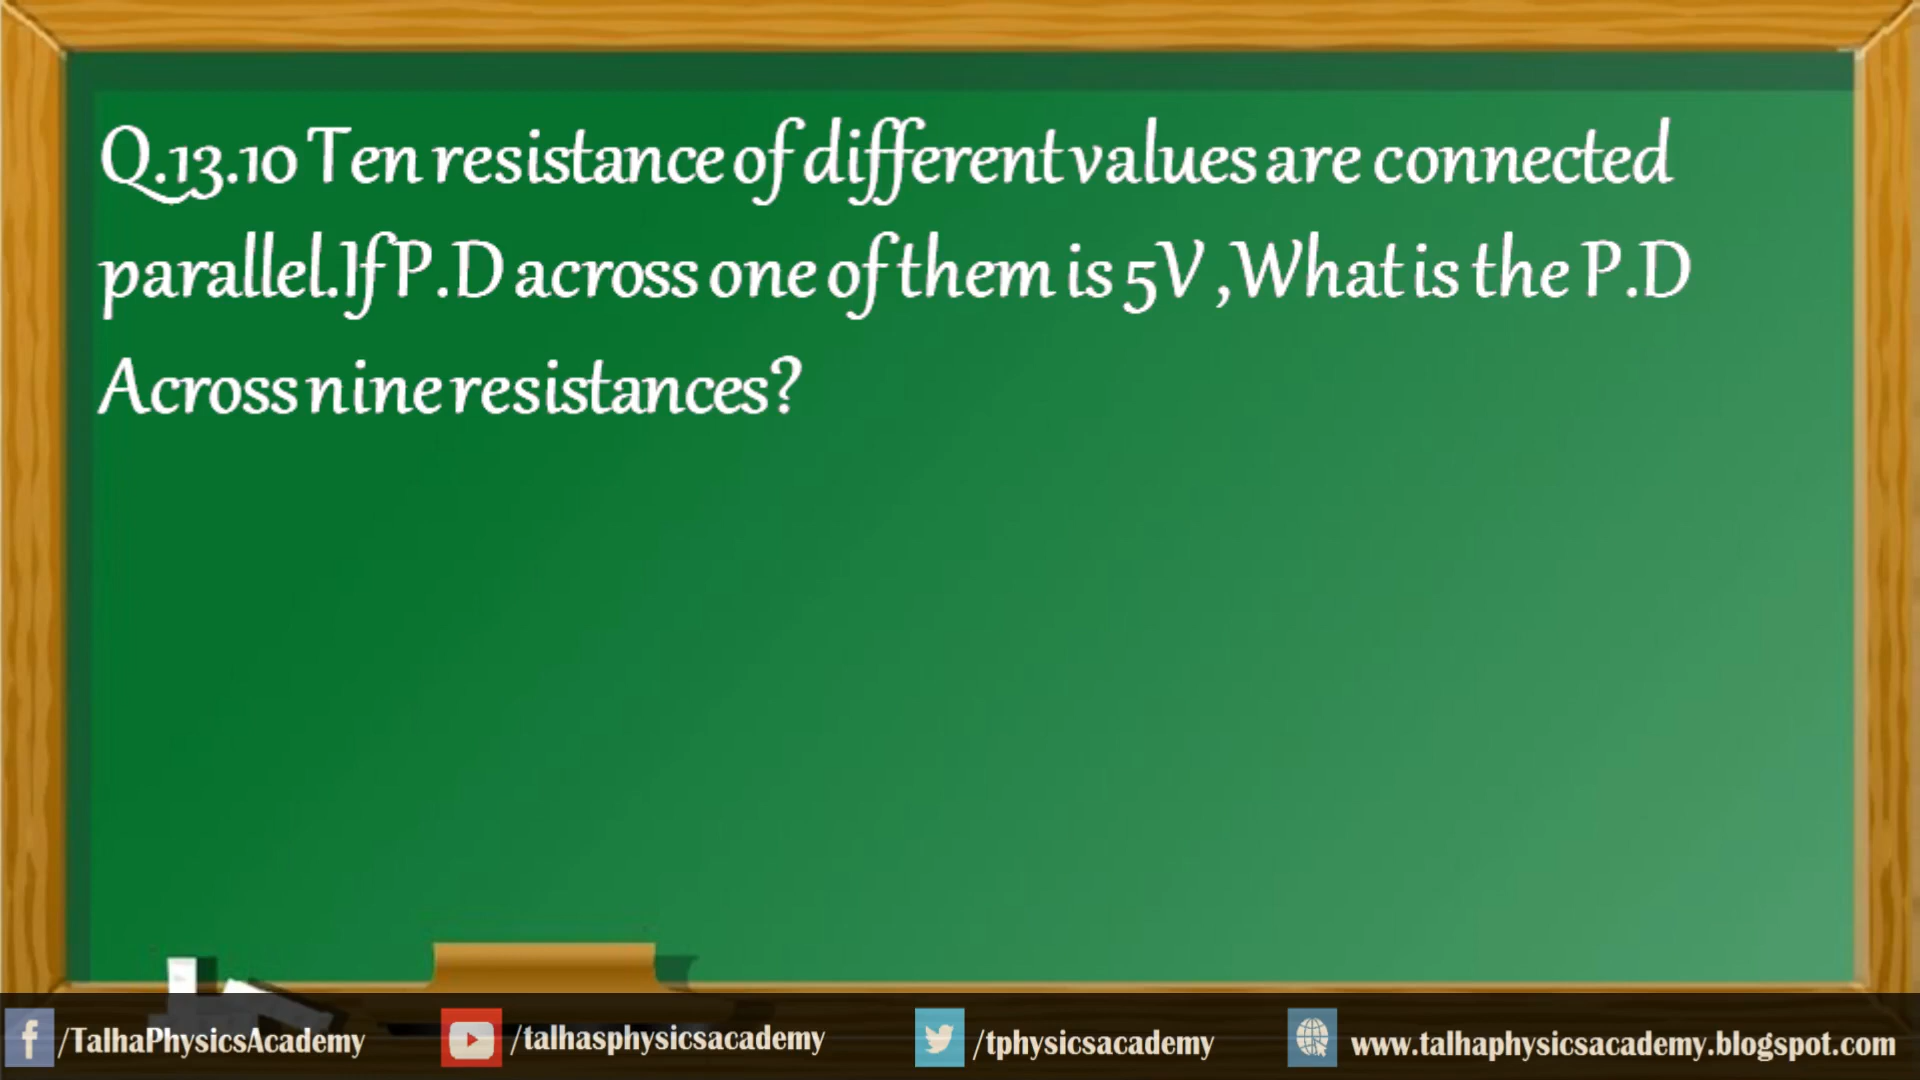 Q.13.10 Ten resistance of different values are connected
parallel.If P.D across one of them is 5V ,What is the P.D
Across nine resistances?
/TalhaPhysicsAcademy
/talhasphysicsacademy
/tphysicsacademy
www.talhaphysicsacademy.blogspot.com